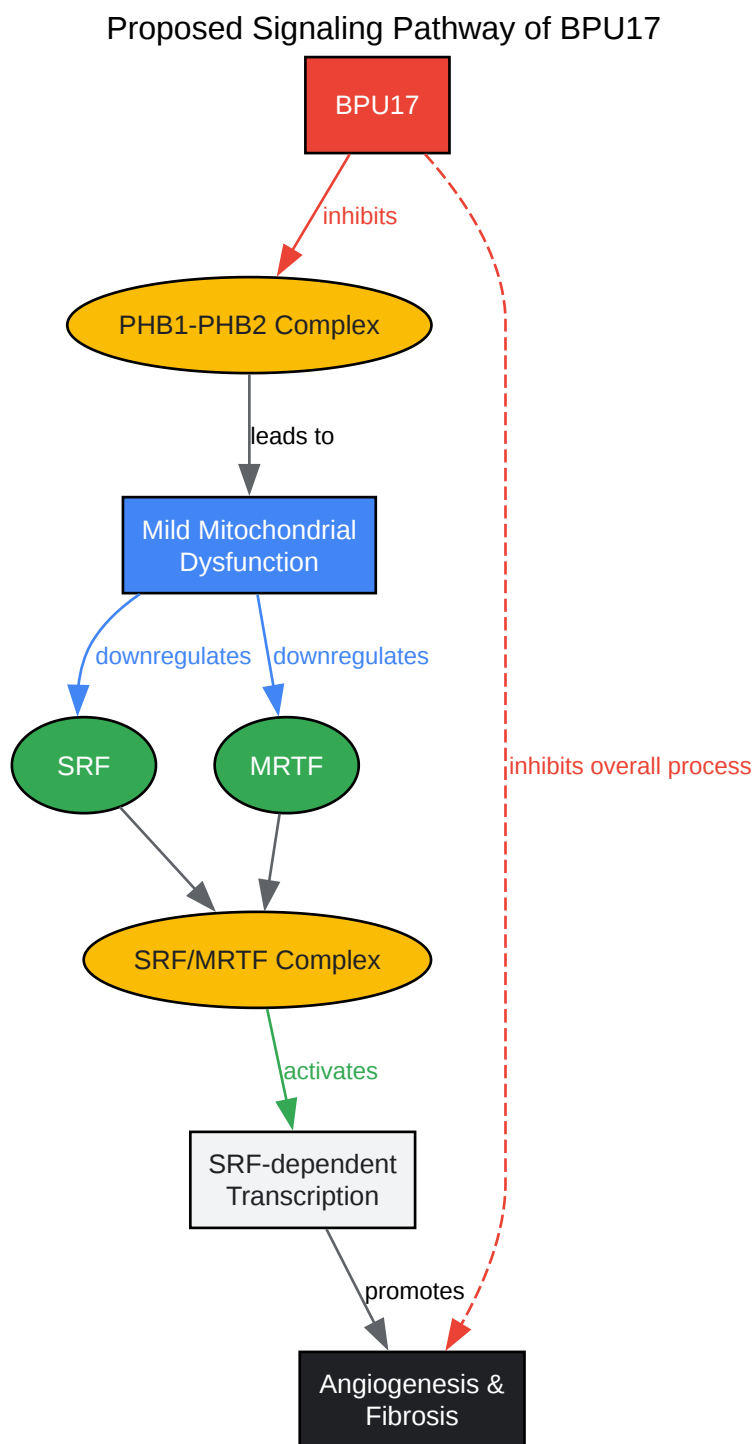 Proposed Signaling Pathway of BPU17
BPU17
inhibits
PHB1-PHB2 Complex
leads to
Mild Mitochondrial
Dysfunction
downregulates
downregulates
SRF
MRTF
inhibits overall process
SRF/MRTF Complex
activates
SRF-dependent
Transcription
promotes
Angiogenesis &
Fibrosis